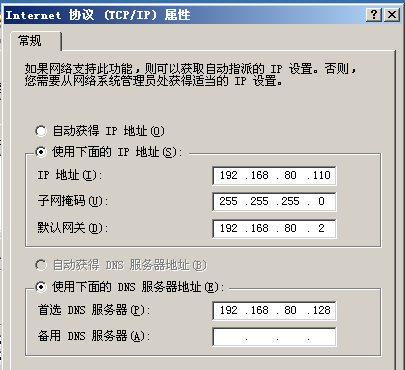 Internet 协议 (TCP/IP) 属性
常规
如果网络支持此功能,则可以获取自动指派的 IP 设置。否则,
您需要从网络系统管理员处获得适当的 IP 设置。
自动获得 IP 地址(O)
使用下面的 IP 地址(S):
IP 地址(I): 192 .168 . 80 .110
子网掩码(U): 255 .255 .255 . 0
默认网关(D): 192 .168 . 80 . 2
自动获得 DNS 服务器地址(B)
使用下面的 DNS 服务器地址(E):
首选 DNS 服务器(P): 192 .168 . 80 .128
备用 DNS 服务器(A): . . .